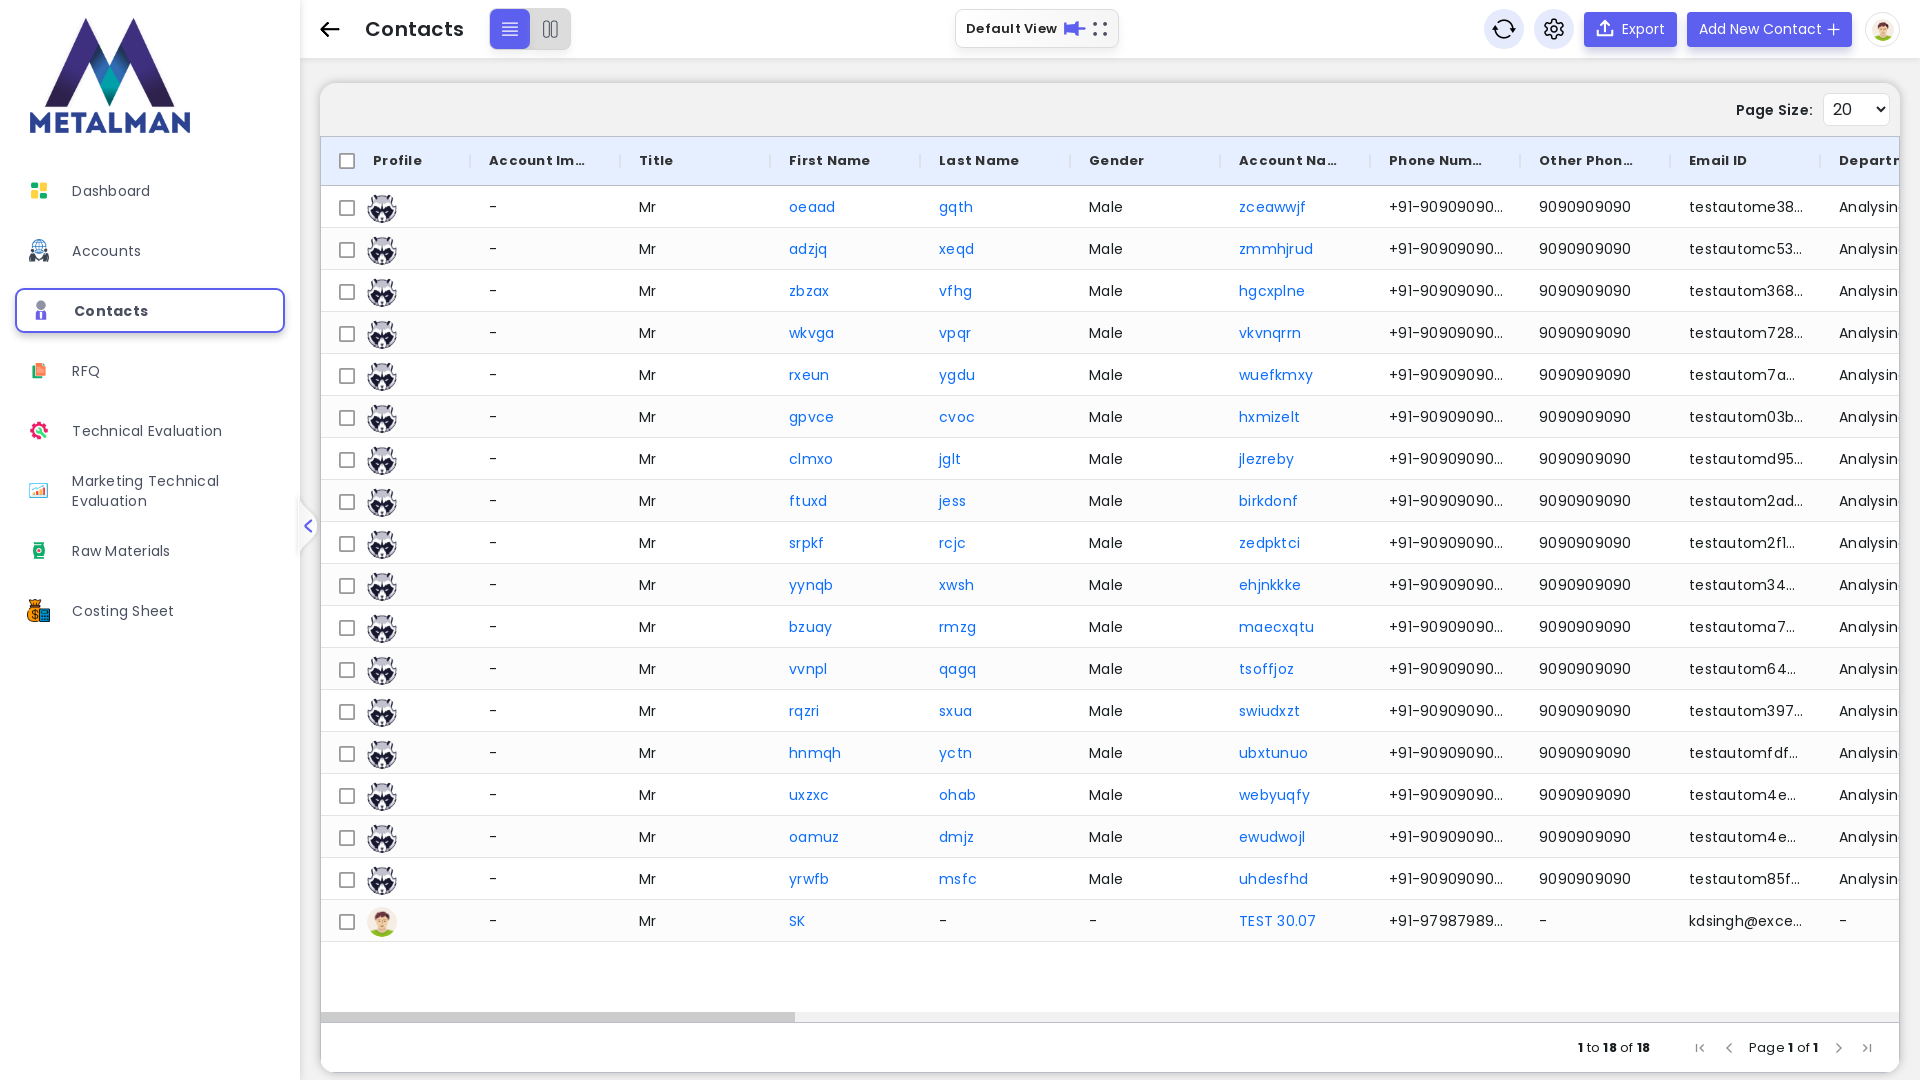 METALMAN
Dashboard
Accounts
Contacts
RFQ
Technical Evaluation
Marketing Technical
Evaluation
Raw Materials
Costing Sheet
Contacts
Default View
Export
Add New Contact
Page Size: 20
Profile Account Im... Title First Name Last Name Gender Account Na... Phone Num... Other Phon... Email ID Departn
- Mr oeaad gqth Male zceawwjf +91-90909090... 9090909090 testautome38... Analysin
- Mr adzjq xeqd Male zmmhjrud +91-90909090... 9090909090 testautomc53... Analysin
- Mr zbzax vfhg Male hgcxplne +91-90909090... 9090909090 testautom368... Analysin
- Mr wkvga vpqr Male vkvnqrrn +91-90909090... 9090909090 testautom728... Analysin
- Mr rxeun ygdu Male wuefkmxy +91-90909090... 9090909090 testautom7a... Analysin
- Mr gpvce cvoc Male hxmizelt +91-90909090... 9090909090 testautom03b... Analysin
- Mr clmxo jglt Male jlezreby +91-90909090... 9090909090 testautomd95... Analysin
- Mr ftuxd jess Male birkdonf +91-90909090... 9090909090 testautom2ad... Analysin
- Mr srpkf rcjc Male zedpktci +91-90909090... 9090909090 testautom2f1... Analysin
- Mr yynqb xwsh Male ehjnkkke +91-90909090... 9090909090 testautom34... Analysin
- Mr bzuay rmzg Male maecxqtu +91-90909090... 9090909090 testautoma7... Analysin
- Mr vvnpl qagq Male tsoffjoz +91-90909090... 9090909090 testautom64... Analysin
- Mr rqzri sxua Male swiudxzt +91-90909090... 9090909090 testautom397... Analysin
- Mr hnmqh yctn Male ubxtunuo +91-90909090... 9090909090 testautomfdf... Analysin
- Mr uxzxc ohab Male webyuqfy +91-90909090... 9090909090 testautom4e... Analysin
- Mr oamuz dmjz Male ewudwojl +91-90909090... 9090909090 testautom4e... Analysin
- Mr yrwfb msfc Male uhdesfhd +91-90909090... 9090909090 testautom85f... Analysin
- Mr SK - - TEST 30.07 +91-97987989... - kdsingh@exce... -
1 to 18 of 18 Page 1 of 1